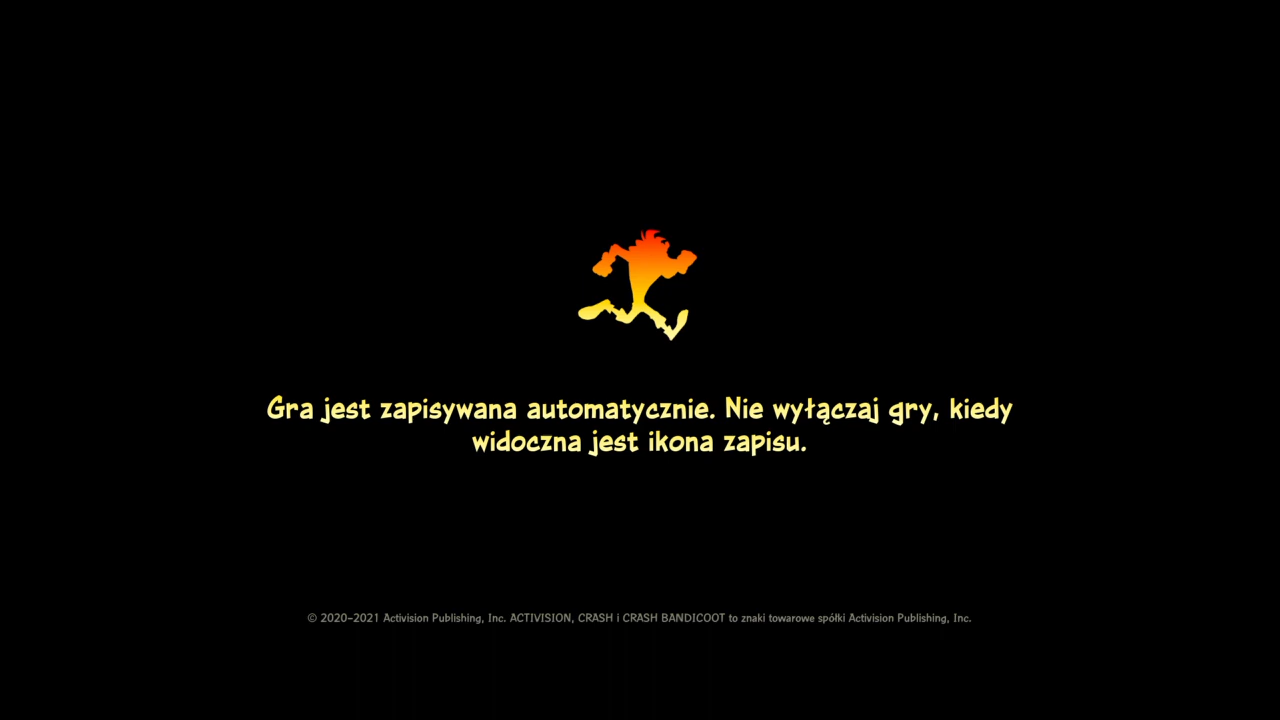 Gra jest zapisywana automatycznie. Nie wyłączaj gry, kiedy
widoczna jest ikona zapisu.
© 2020-2021 Activision Publishing, Inc. ACTIVISION, CRASH i CRASH BANDICOOT to znaki towarowe spółki Activision Publishing, Inc.